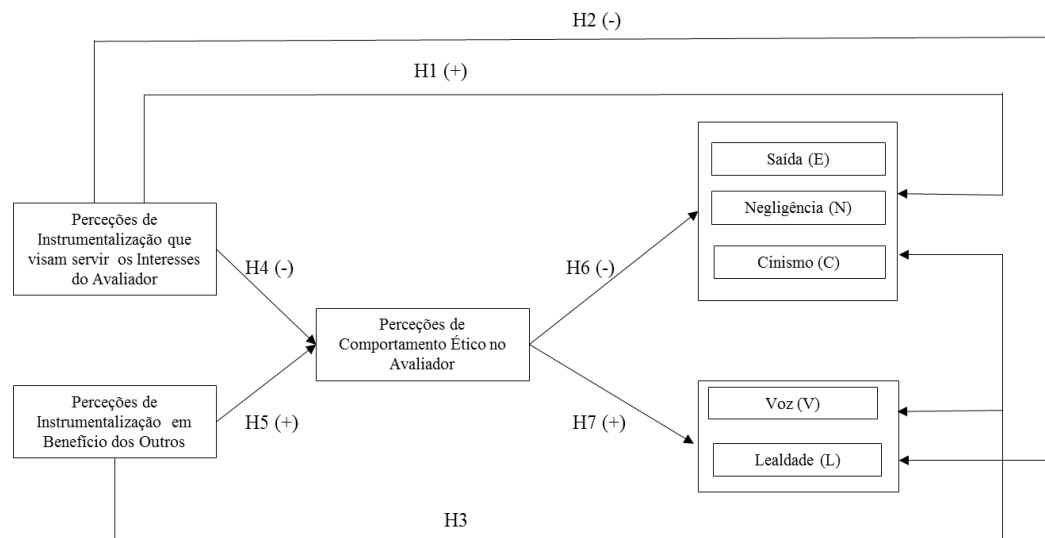 H2 (-)
H1 (+)
Saída (E)
Negligência (N)
Cinismo (C)
Perceções de
Instrumentalização que
visam servir os Interesses
do Avaliador
H4 (-)
H6 (-)
Perceções de
Comportamento Ético no
Avaliador
Perceções de
Instrumentalização em
Benefício dos Outros
H5 (+)
H7 (+)
Voz (V)
Lealdade (L)
H3